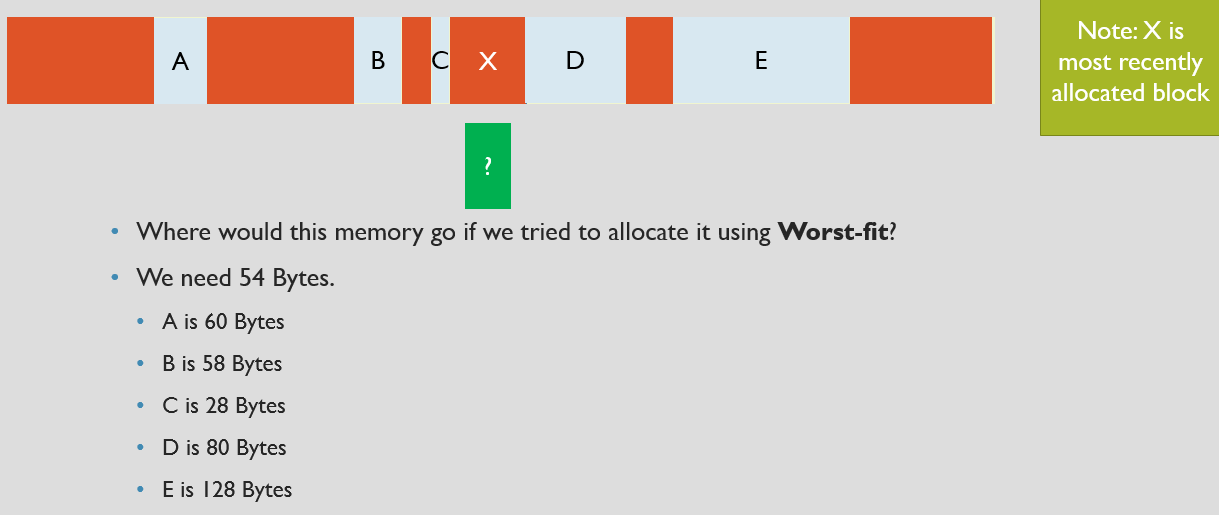 A
B
C
X
D
E
Note: X is
most recently
allocated block
?
• Where would this memory go if we tried to allocate it using Worst-fit?
• We need 54 Bytes.
• A is 60 Bytes
• B is 58 Bytes
• C is 28 Bytes
• D is 80 Bytes
• E is 128 Bytes